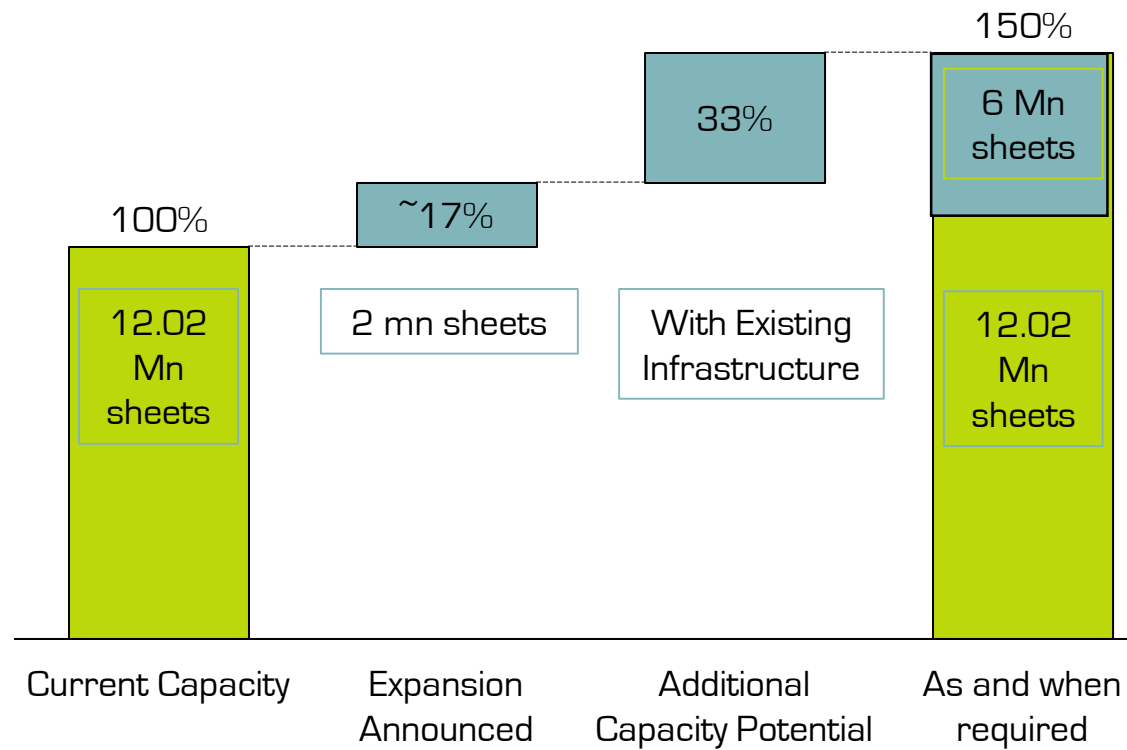 150%
6 Mn
sheets
33%
~17%
100%
12.02
Mn
sheets
2 mn sheets
With Existing
Infrastructure
12.02
Mn
sheets
Current Capacity
Expansion
Announced
Additional
Capacity Potential
As and when
required